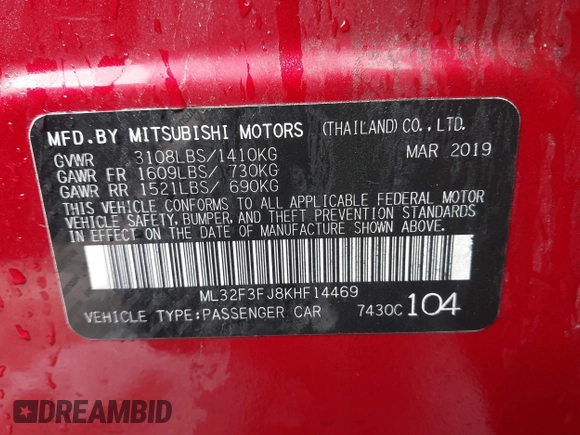 MFD.BY MITSUBISHI MOTORS (THAILAND) CO., LTD.
GVWR 3108LBS/1410KG MAR 2019
GAWR FR 1609LBS/ 730KG
GAWR RR 1521LBS/ 690KG
THIS VEHICLE CONFORMS TO ALL APPLICABLE FEDERAL MOTOR
VEHICLE SAFETY, BUMPER, AND THEFT PREVENTION STANDARDS
IN EFFECT ON THE DATE OF MANUFACTURE SHOWN ABOVE.
ML32F3FJ8KHF14469
VEHICLE TYPE:PASSENGER CAR 7430C 104
DREAMBID